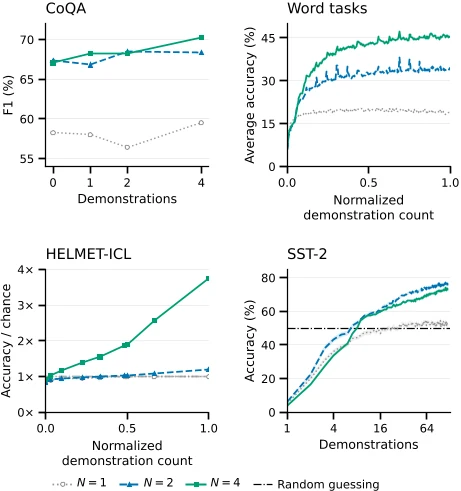 CoQA
70
65
60
55
F1 (%)
0 1 2 4
Demonstrations
Word tasks
45
30
15
0
Average accuracy (%)
0.0 0.5 1.0
Normalized
demonstration count
HELMET-ICL
4×
3×
2×
1×
0×
Accuracy / chance
0.0 0.5 1.0
Normalized
demonstration count
SST-2
80
60
40
20
0
Accuracy (%)
1 4 16 64
Demonstrations
N = 1 N = 2 N = 4 Random guessing